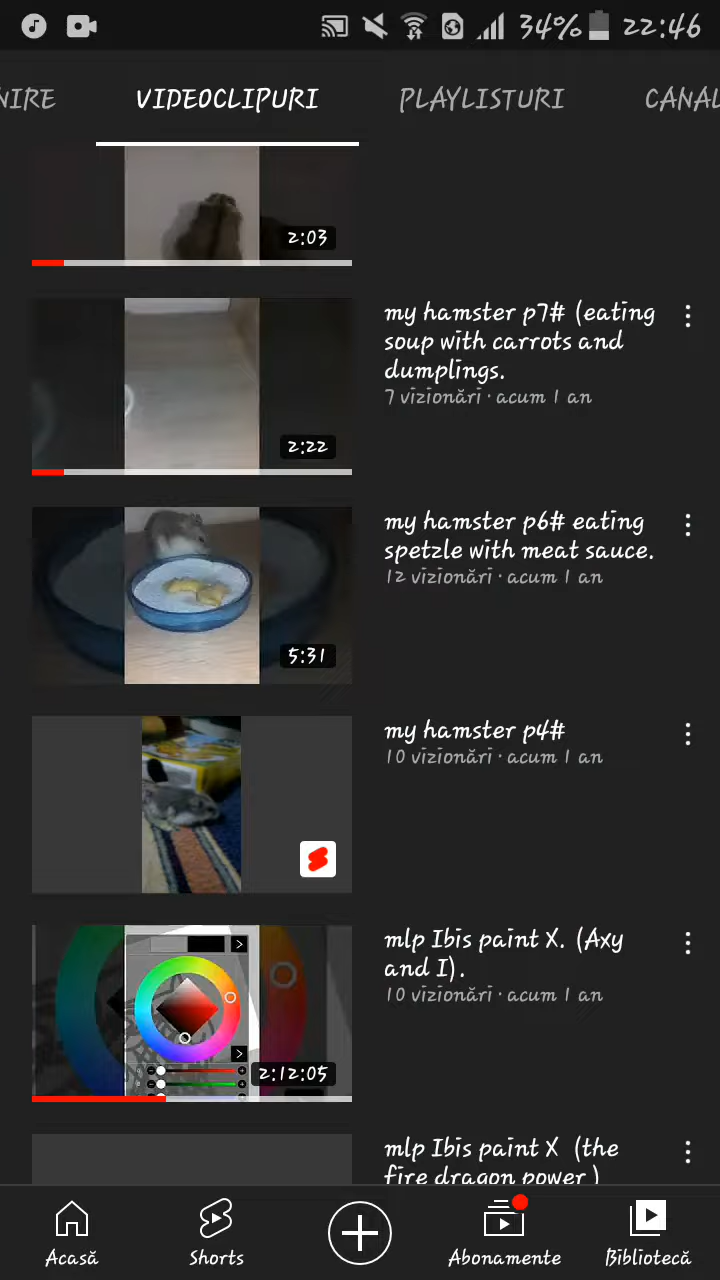 34% 22:46
NIRE VIDEOCLIPURI PLAYLISTURI CANAL
2:03
my hamster p7# (eating
soup with carrots and
dumplings.
7 vizionări · acum 1 an
2:22
my hamster p6# eating
spetzle with meat sauce.
12 vizionări · acum 1 an
5:31
my hamster p4#
10 vizionări · acum 1 an
mlp Ibis paint X. (Axy
and I).
10 vizionări · acum 1 an
2:12:05
mlp Ibis paint X (the
fire dragon power )
Acasă Shorts Abonamente Bibliotecă